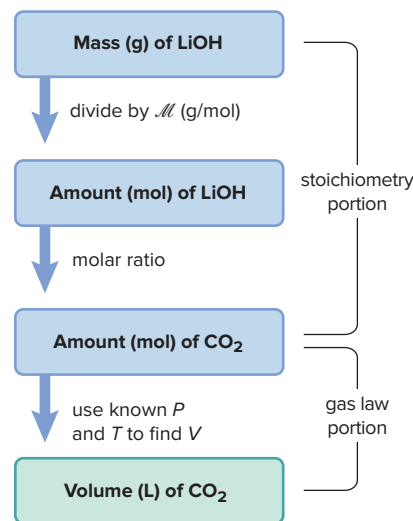 Mass (g) of LiOH
divide by ℳ (g/mol)
Amount (mol) of LiOH
stoichiometry
portion
molar ratio
Amount (mol) of CO₂
use known P
and T to find V
gas law
portion
Volume (L) of CO₂